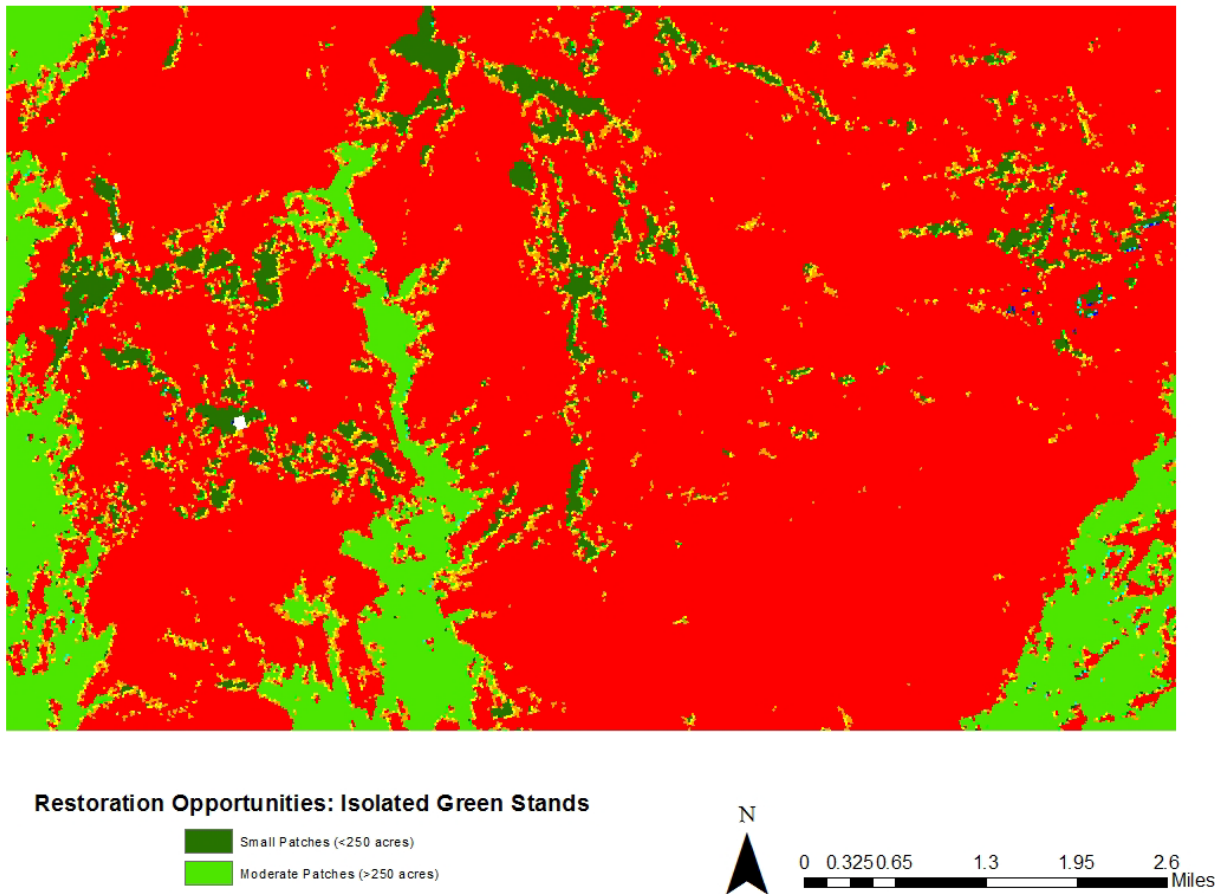 Restoration Opportunities: Isolated Green Stands
Small Patches (<250 acres)
Moderate Patches (>250 acres)
N
0 0.325 0.65 1.3 1.95 2.6
Miles